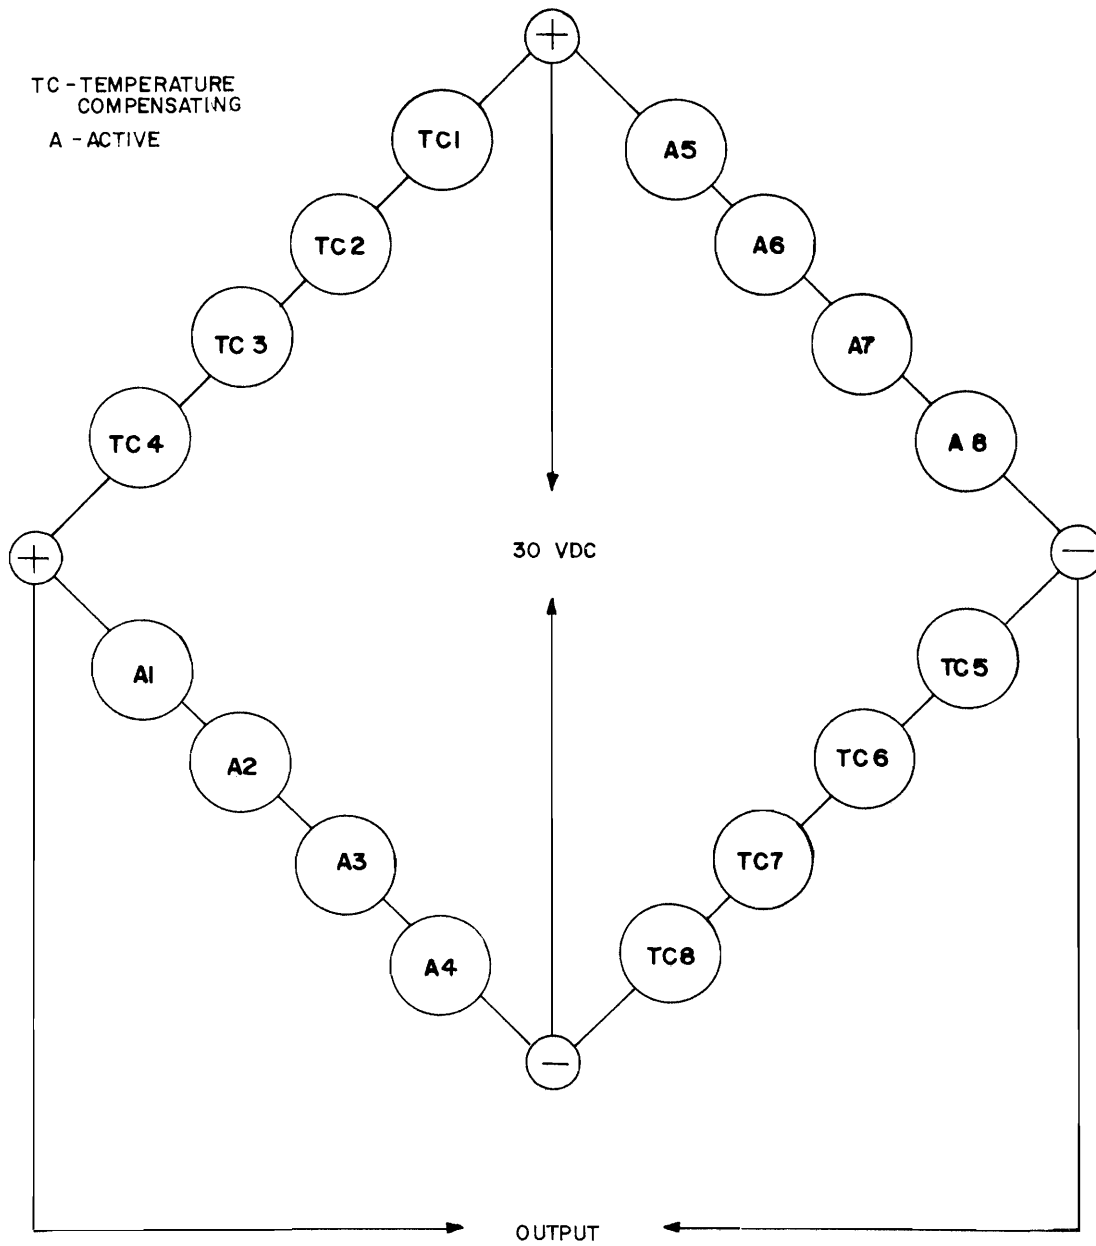 +
TC - TEMPERATURE
COMPENSATING
A - ACTIVE
TC1
A5
TC2
A6
TC3
A7
TC4
A8
30 VDC
+
−
A1
TC5
A2
TC6
A3
TC7
A4
TC8
−
OUTPUT